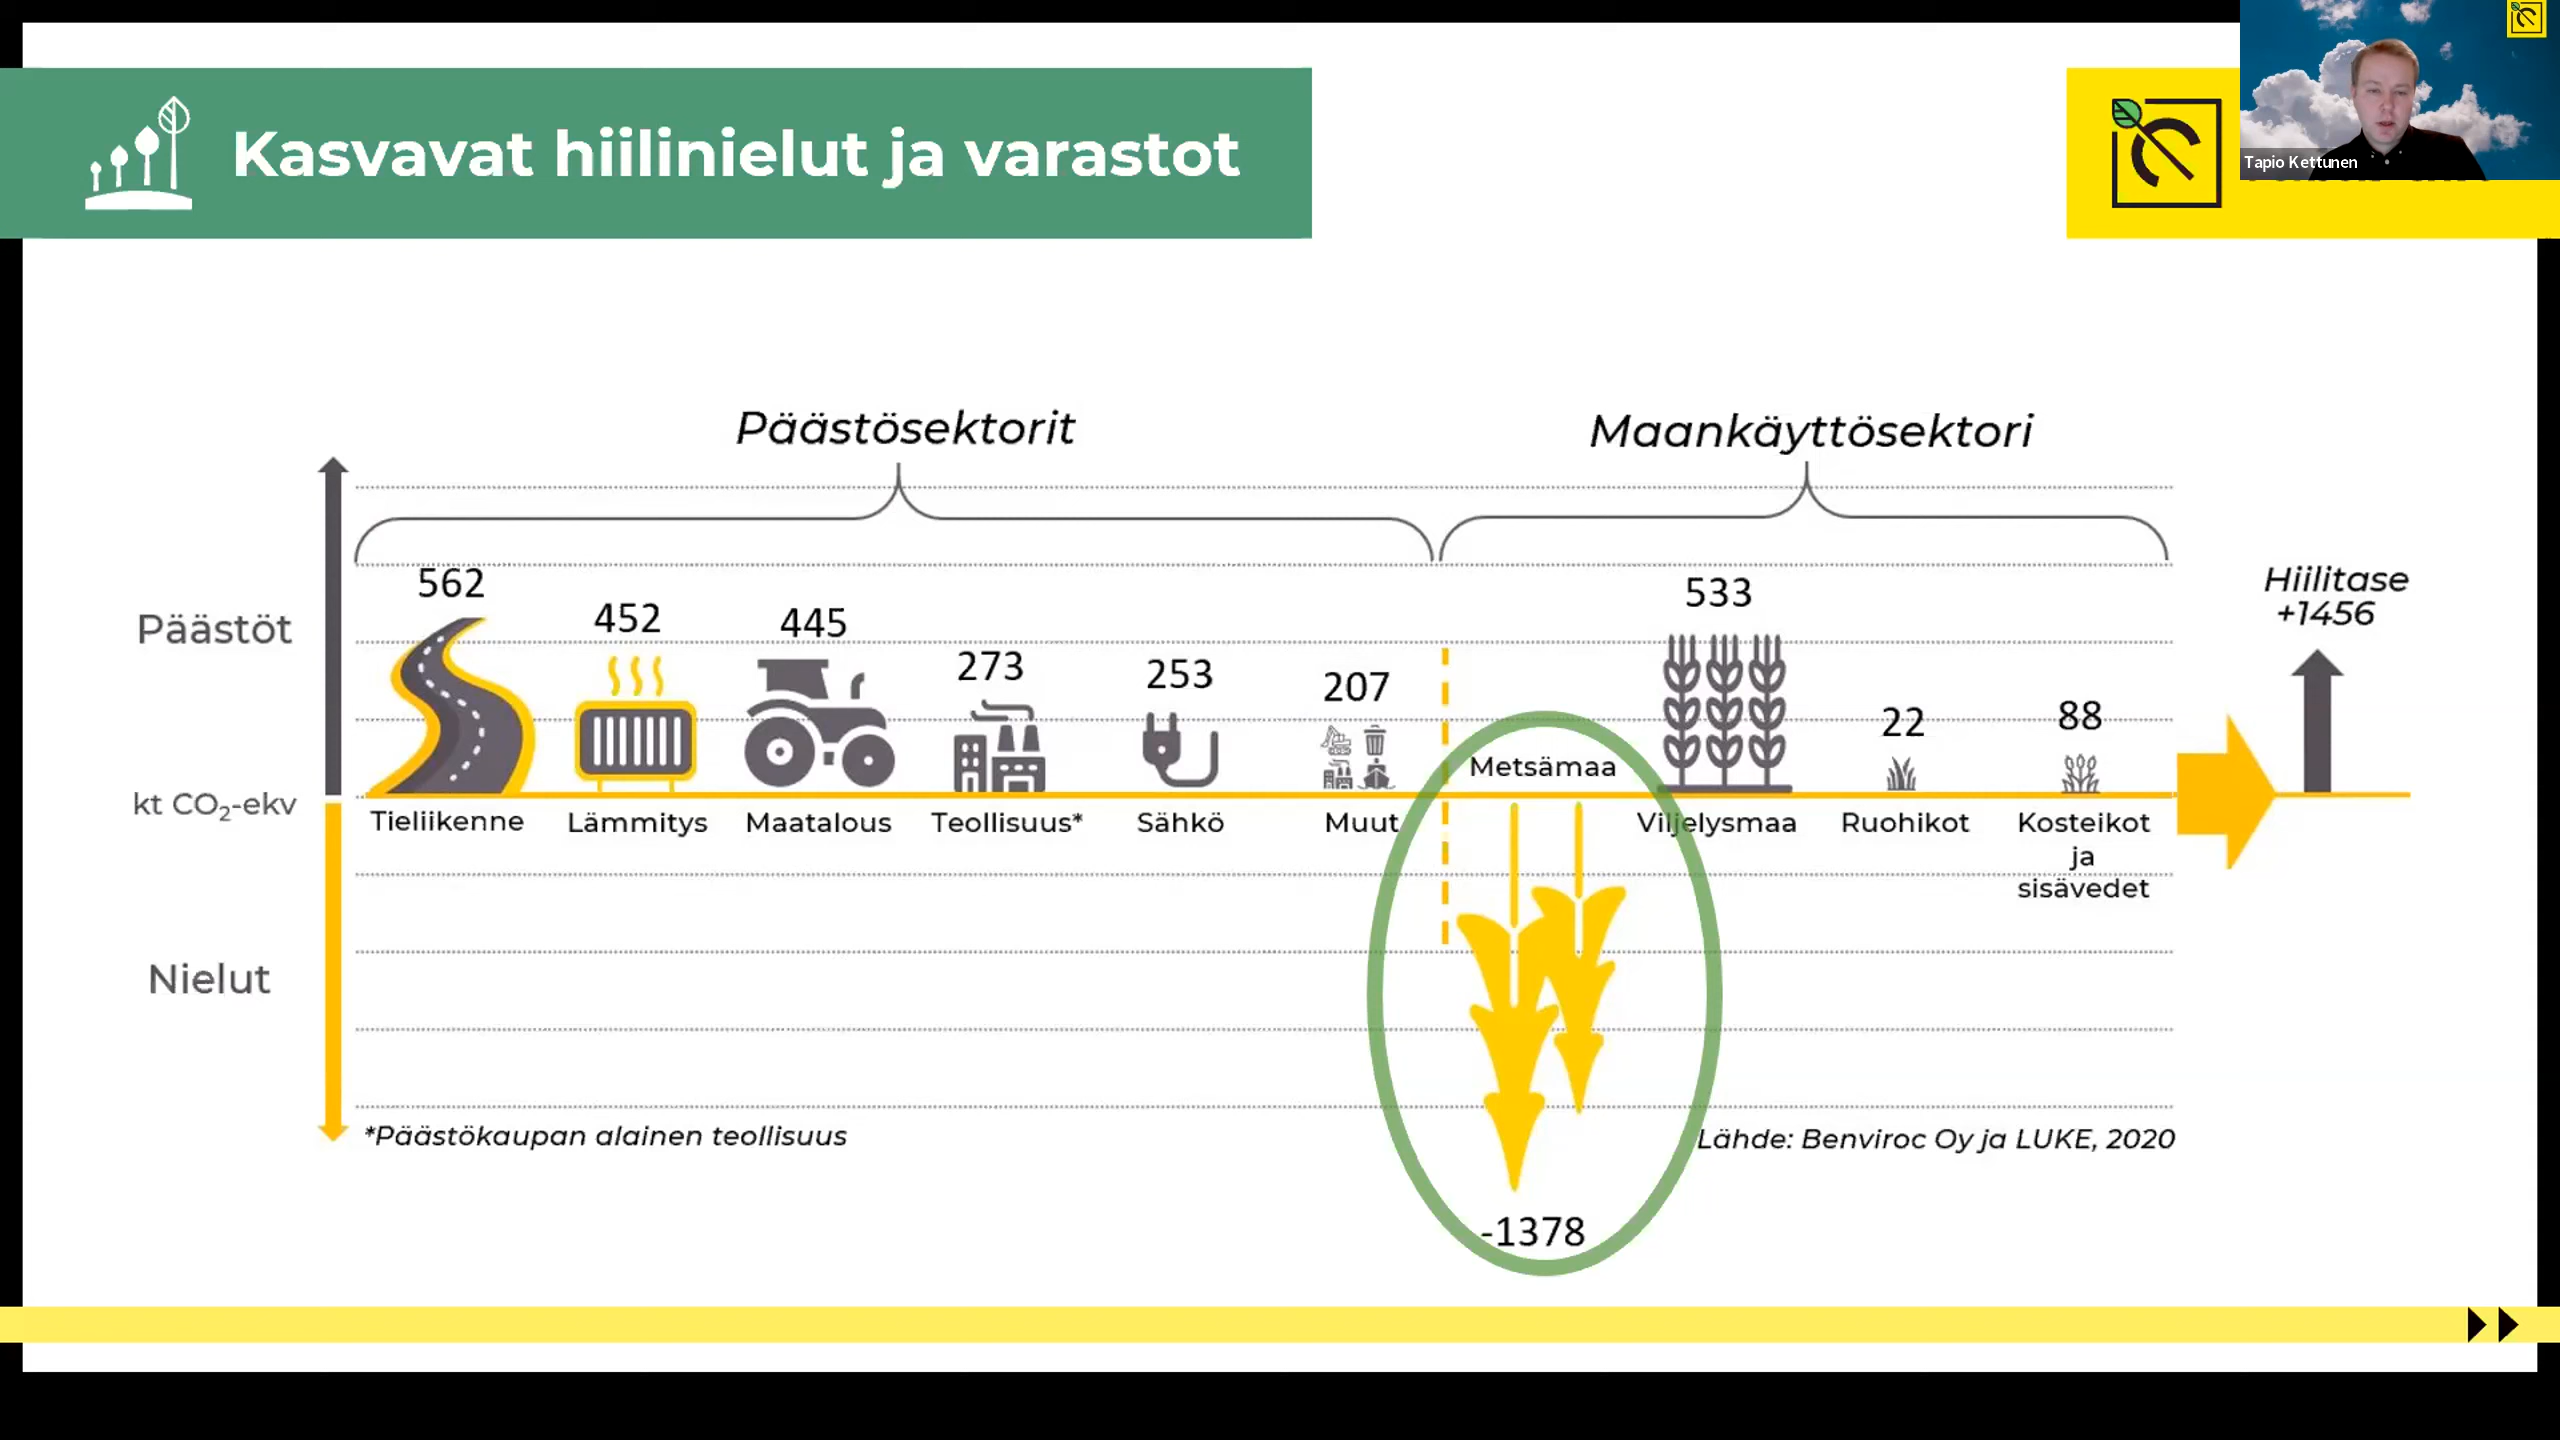 Kasvavat hiilinielut ja varastot
Tapio Kettunen
Päästösektorit
Maankäyttösektori
562
452
445
273
253
207
533
22
88
Hiilitase
+1456
Päästöt
Metsämaa
kt CO₂-ekv
Tieliikenne
Lämmitys
Maatalous
Teollisuus*
Sähkö
Muut
Viljelysmaa
Ruohikot
Kosteikot
ja
sisävedet
Nielut
*Päästökaupan alainen teollisuus
Lähde: Benviroc Oy ja LUKE, 2020
-1378